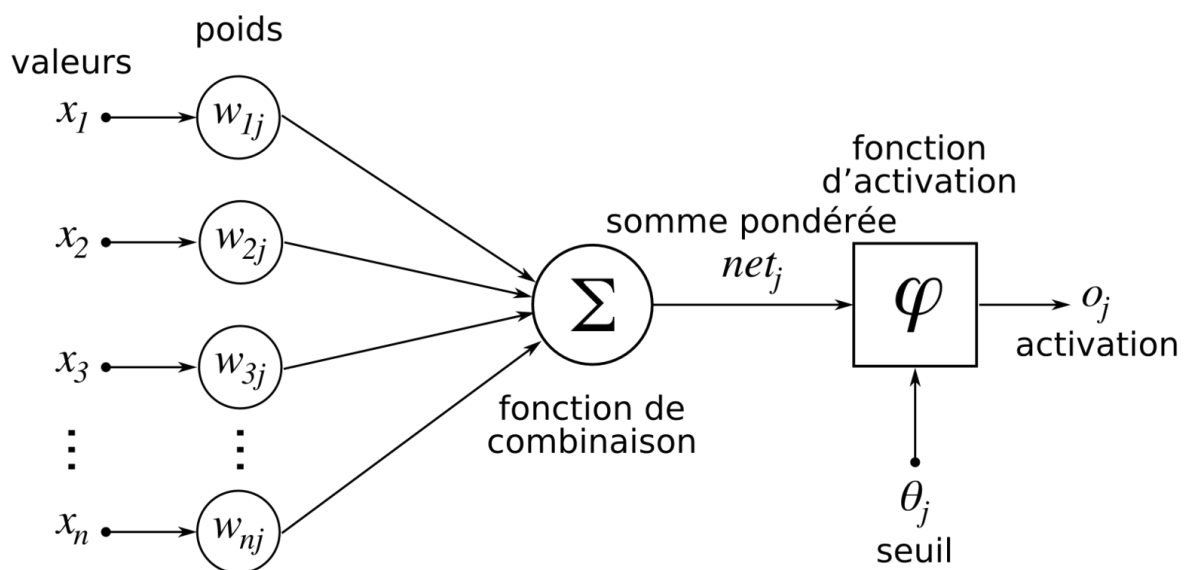 poids
valeurs
x1
w1j
x2
w2j
x3
w3j
⋮
⋮
xn
wnj
Σ
fonction de
combinaison
somme pondérée
netj
fonction
d’activation
φ
oj
activation
θj
seuil